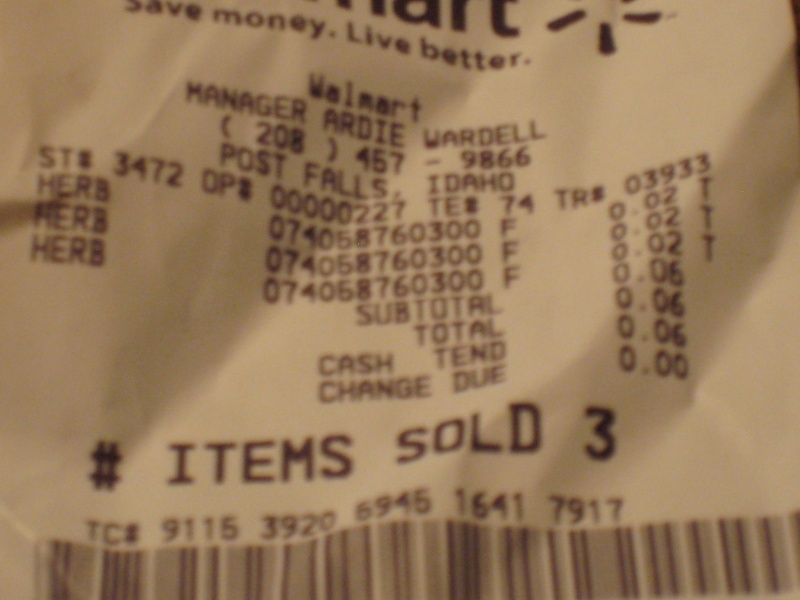 Save money. Live better.
Walmart
MANAGER ARDIE WARDELL
( 208 ) 457 - 9866
POST FALLS, IDAHO
ST# 3472 OP# 00000227 TE# 74 TR# 03933
HERB 074058760300 F 0.02 T
HERB 074058760300 F 0.02 T
HERB 074058760300 F 0.02 T
SUBTOTAL 0.06
TOTAL 0.06
CASH TEND 0.06
CHANGE DUE 0.00
# ITEMS SOLD 3
TC# 9115 3920 6945 1641 7917